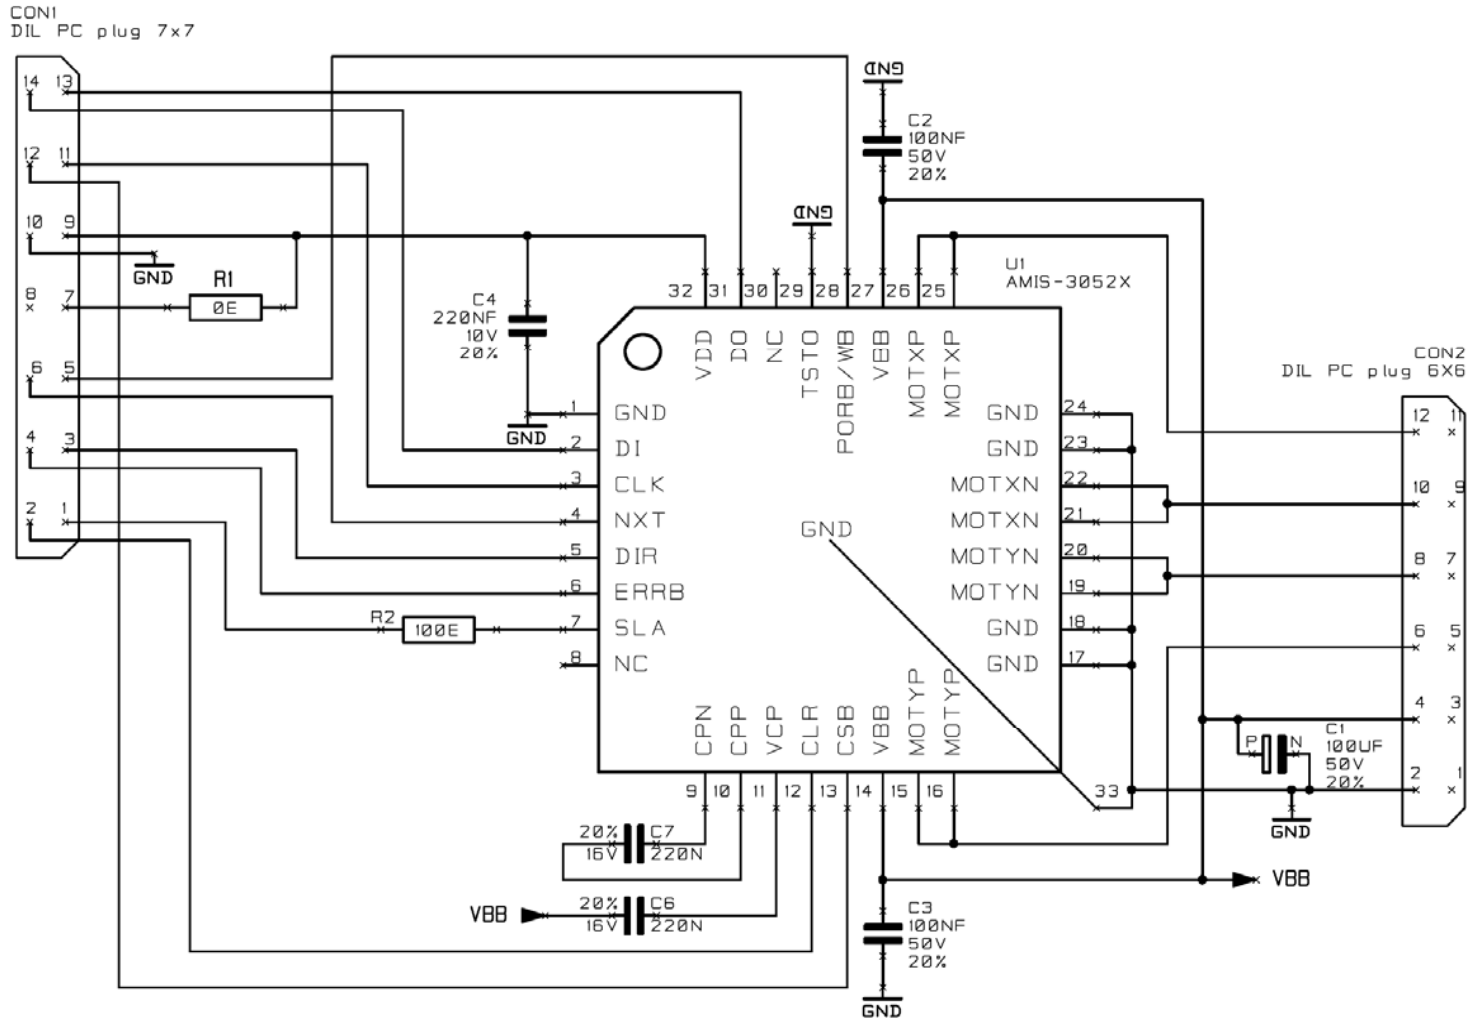 CON1
DIL PC plug 7x7
14 13
12 11
10 9
8 7
6 5
4 3
2 1
GND
R1
0E
C4
220NF
10V
20%
GND
GND
GND
C2
100NF
50V
20%
U1
AMIS-3052X
32 31 30 29 28 27 26 25
VDD
DO
NC
TSTO
PORB/WB
VBB
MOTXP
MOTXP
1 GND
2 DI
3 CLK
4 NXT
5 DIR
6 ERRB
7 SLA
8 NC
R2
100E
GND
GND 24
GND 23
MOTXN 22
MOTXN 21
MOTYN 20
MOTYN 19
GND 18
GND 17
CPN
CPP
VCP
CLR
CSB
VBB
MOTYP
MOTYP
9 10 11 12 13 14 15 16
33
CON2
DIL PC plug 6X6
12 11
10 9
8 7
6 5
4 3
2 1
P N
C1
100UF
50V
20%
GND
VBB
20% C7
16V 220N
VBB
20% C6
16V 220N
C3
100NF
50V
20%
GND